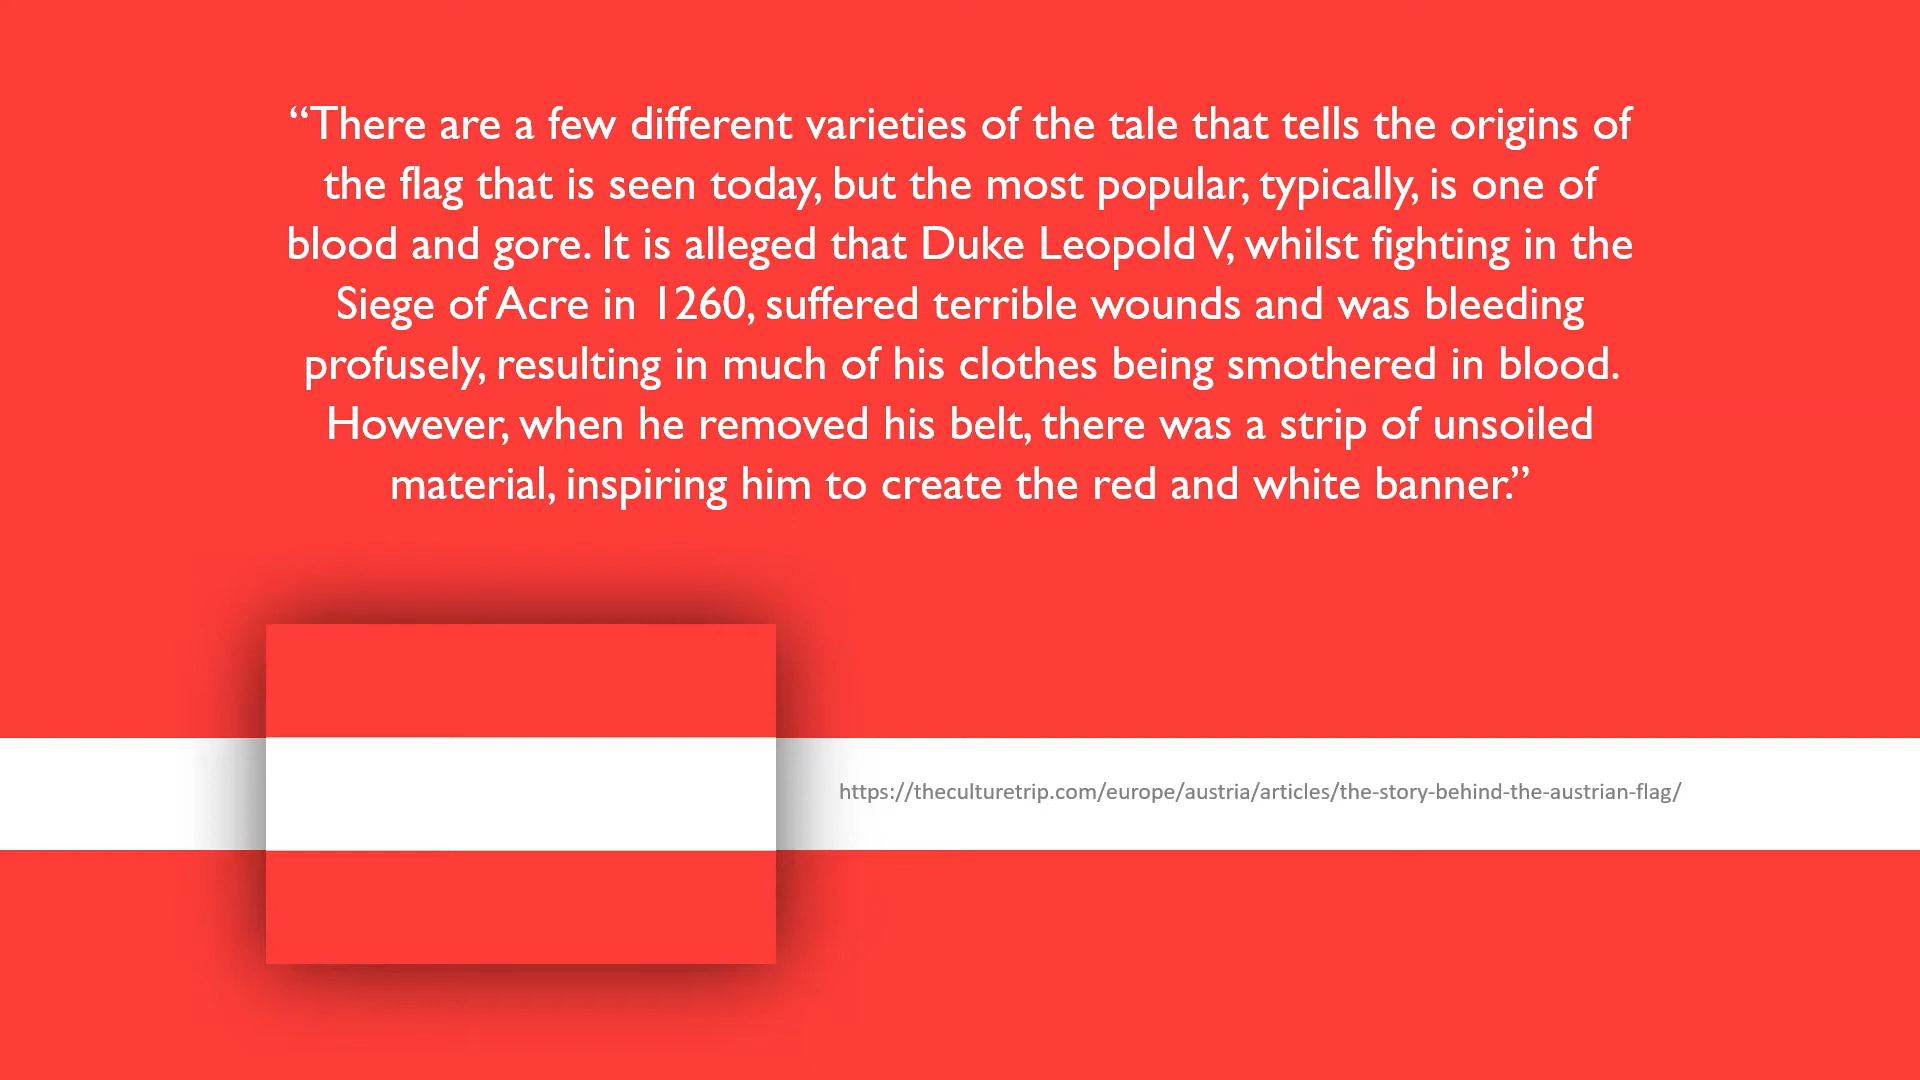 “There are a few different varieties of the tale that tells the origins of
the flag that is seen today, but the most popular, typically, is one of
blood and gore. It is alleged that Duke Leopold V, whilst fighting in the
Siege of Acre in 1260, suffered terrible wounds and was bleeding
profusely, resulting in much of his clothes being smothered in blood.
However, when he removed his belt, there was a strip of unsoiled
material, inspiring him to create the red and white banner.”
https://theculturetrip.com/europe/austria/articles/the-story-behind-the-austrian-flag/